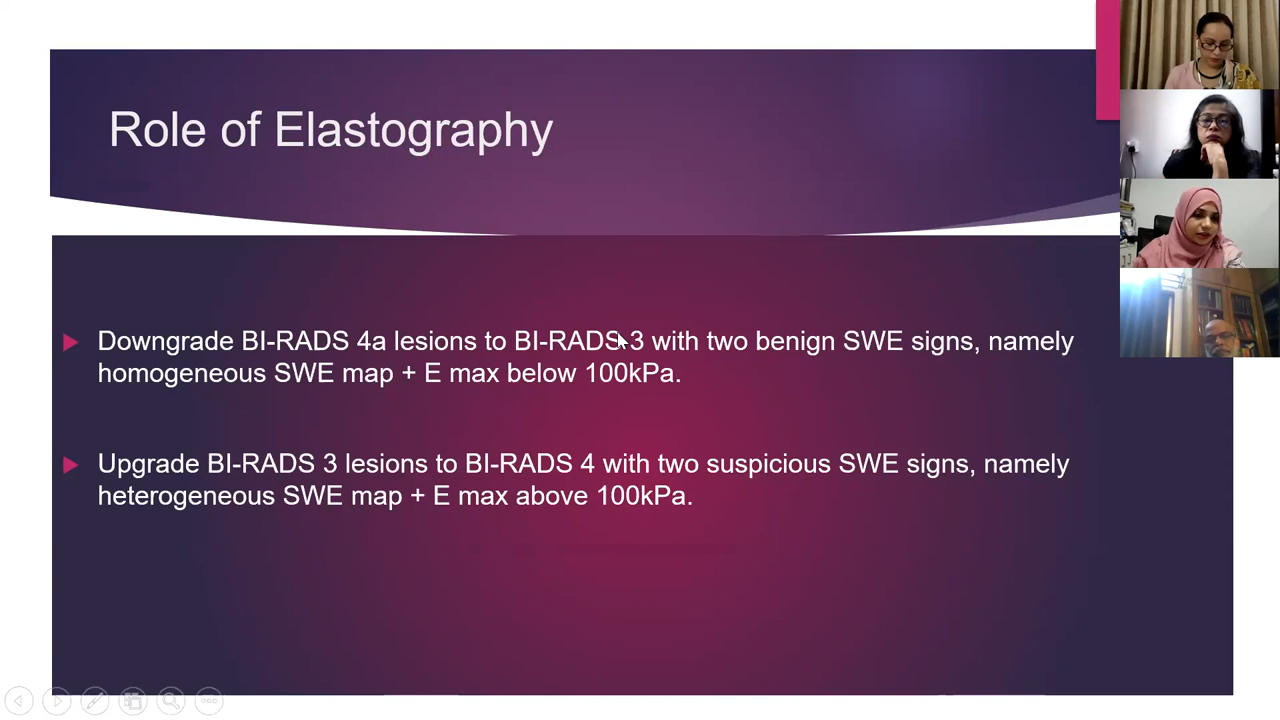 Role of Elastography
Downgrade BI-RADS 4a lesions to BI-RADS 3 with two benign SWE signs, namely
homogeneous SWE map + E max below 100kPa.
Upgrade BI-RADS 3 lesions to BI-RADS 4 with two suspicious SWE signs, namely
heterogeneous SWE map + E max above 100kPa.